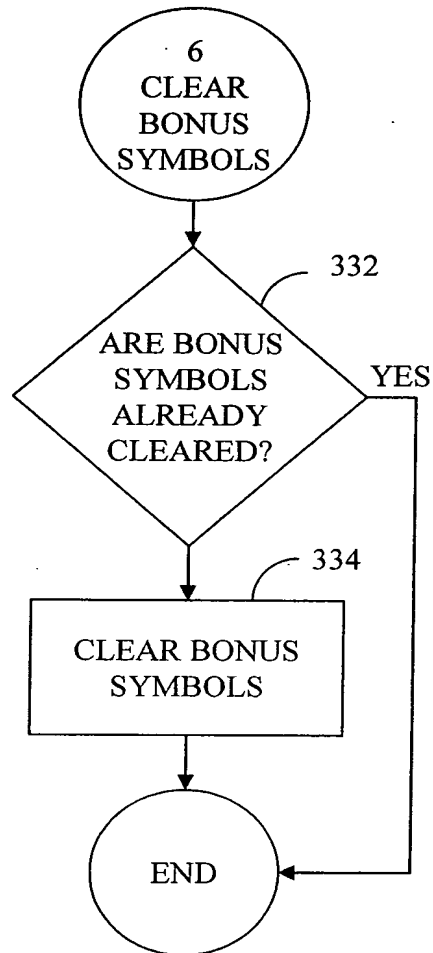 6
CLEAR
BONUS
SYMBOLS
332
ARE BONUS
SYMBOLS
ALREADY
CLEARED?
YES
334
CLEAR BONUS
SYMBOLS
END